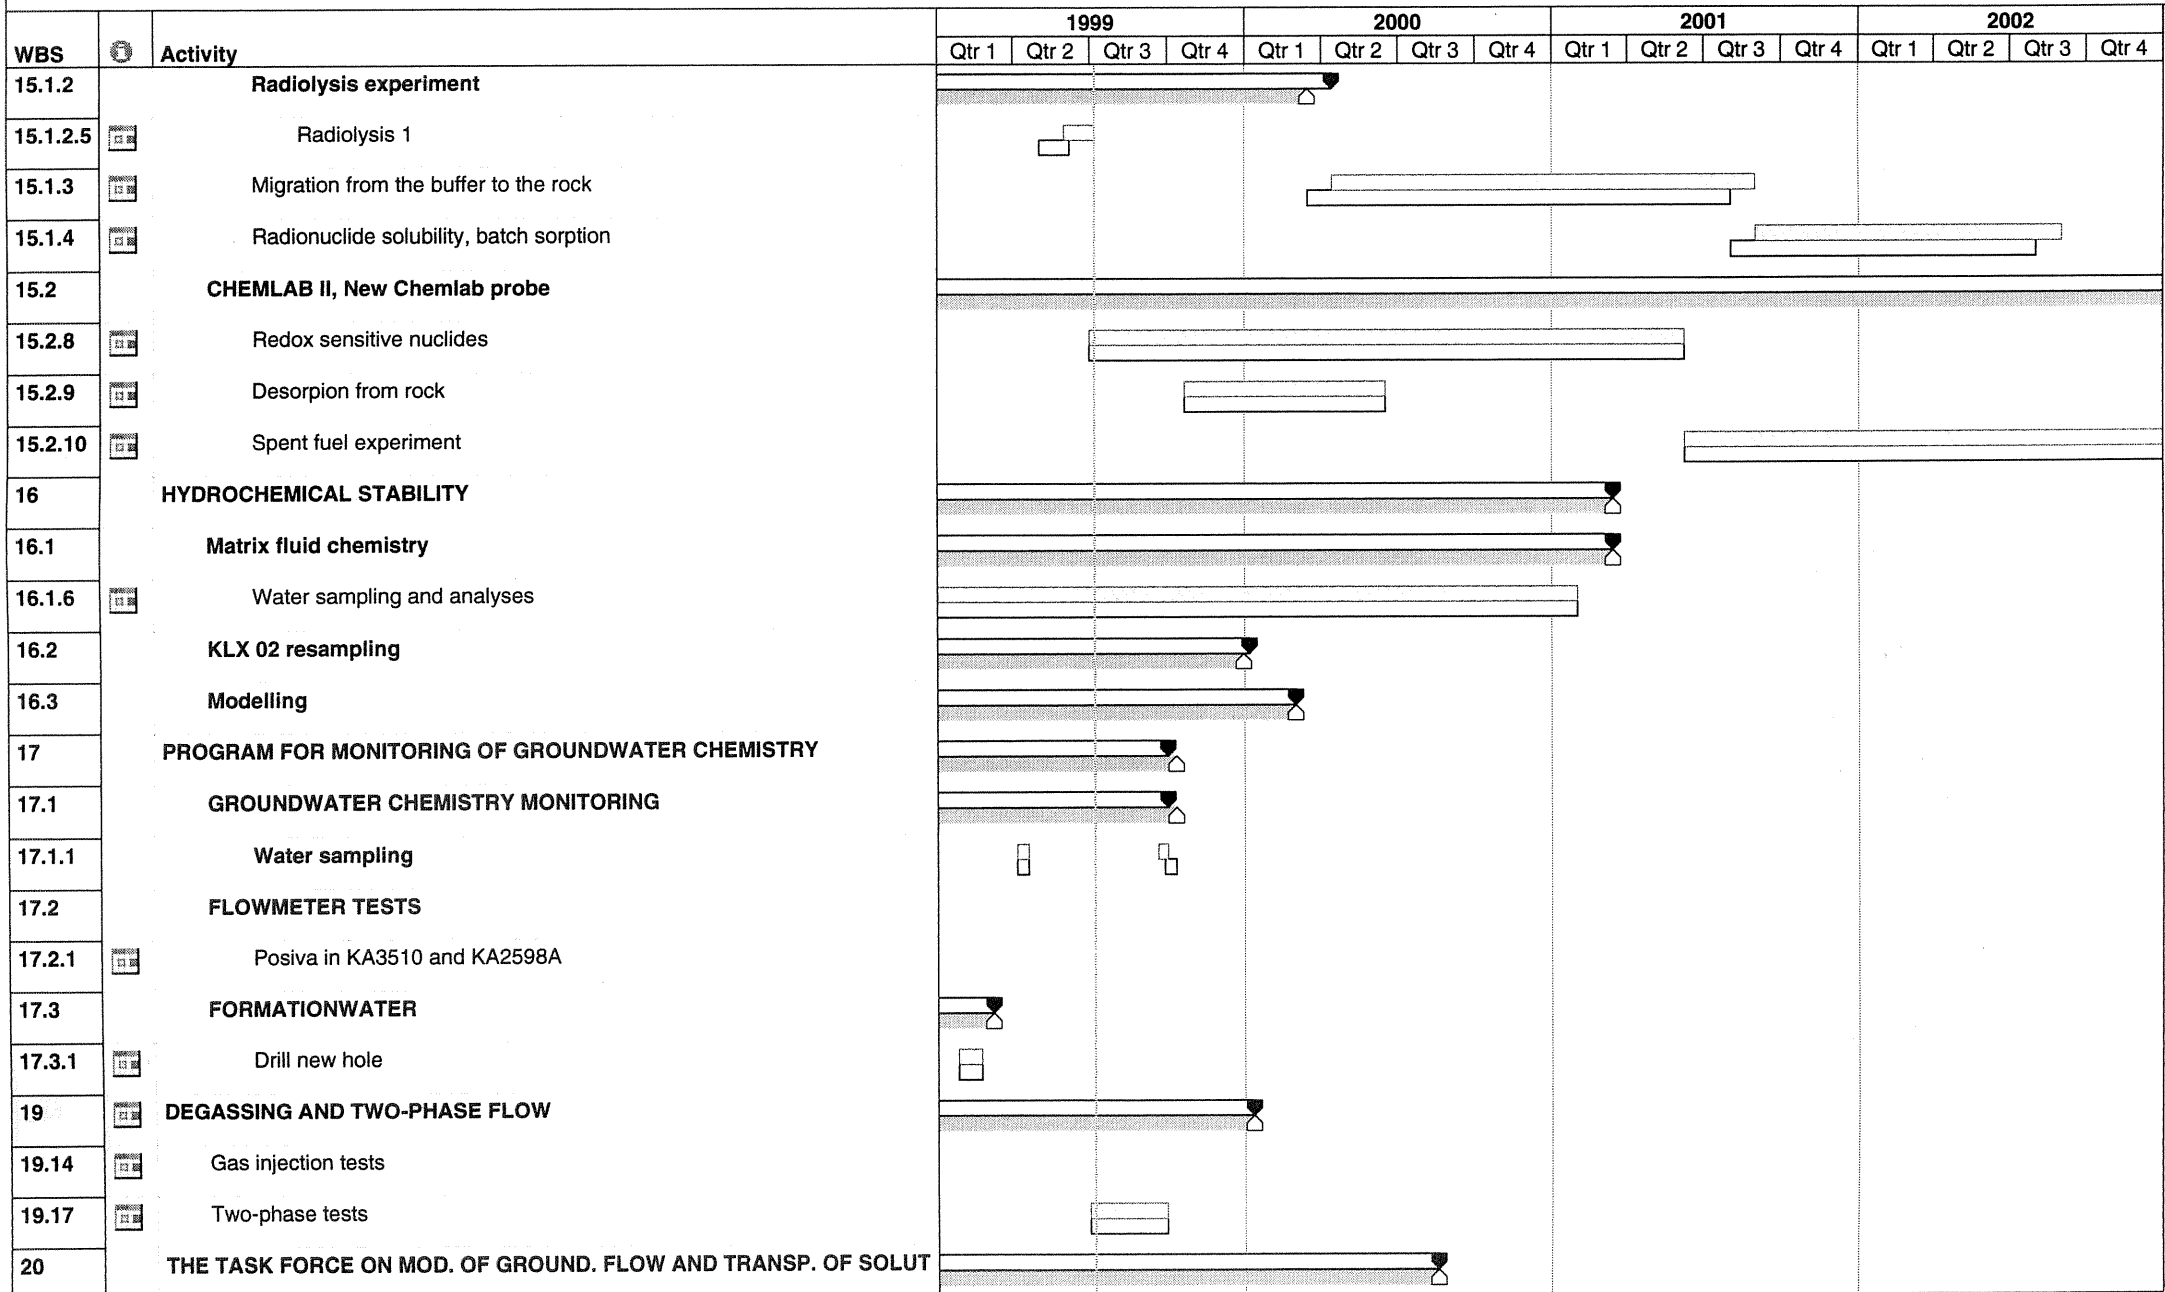 1999 2000 2001 2002
WBS Activity Qtr 1 Qtr 2 Qtr 3 Qtr 4 Qtr 1 Qtr 2 Qtr 3 Qtr 4 Qtr 1 Qtr 2 Qtr 3 Qtr 4 Qtr 1 Qtr 2 Qtr 3 Qtr 4
15.1.2 Radiolysis experiment
15.1.2.5 Radiolysis 1
15.1.3 Migration from the buffer to the rock
15.1.4 Radionuclide solubility, batch sorption
15.2 CHEMLAB II, New Chemlab probe
15.2.8 Redox sensitive nuclides
15.2.9 Desorpion from rock
15.2.10 Spent fuel experiment
16 HYDROCHEMICAL STABILITY
16.1 Matrix fluid chemistry
16.1.6 Water sampling and analyses
16.2 KLX 02 resampling
16.3 Modelling
17 PROGRAM FOR MONITORING OF GROUNDWATER CHEMISTRY
17.1 GROUNDWATER CHEMISTRY MONITORING
17.1.1 Water sampling
17.2 FLOWMETER TESTS
17.2.1 Posiva in KA3510 and KA2598A
17.3 FORMATIONWATER
17.3.1 Drill new hole
19 DEGASSING AND TWO-PHASE FLOW
19.14 Gas injection tests
19.17 Two-phase tests
20 THE TASK FORCE ON MOD. OF GROUND. FLOW AND TRANSP. OF SOLUT